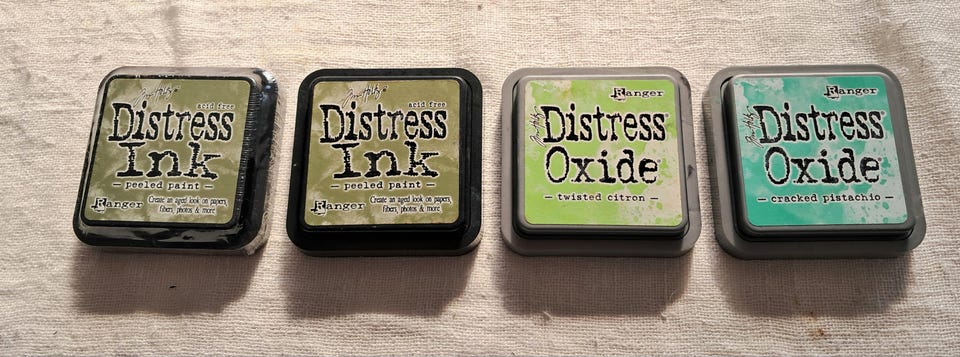 Tim Holtz
acid free
Distress
Ink
— peeled paint —
Ranger
Create an aged look on papers,
fibers, photos & more
Tim Holtz
acid free
Distress
Ink
— peeled paint —
Ranger
Create an aged look on papers,
fibers, photos & more
Ranger
Tim Holtz
Distress
Oxide
— twisted citron —
Ranger
Tim Holtz
Distress
Oxide
— cracked pistachio —